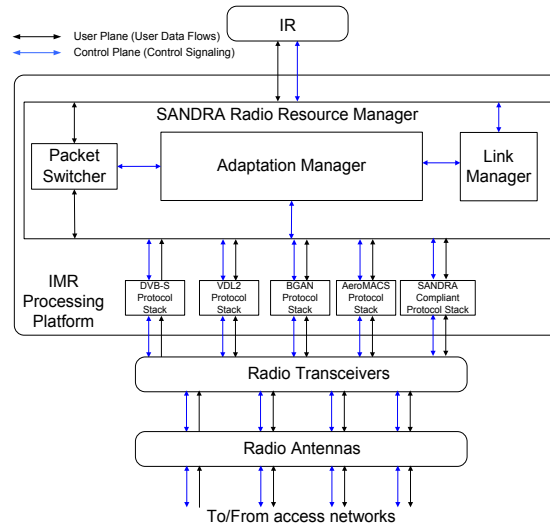 IR
User Plane (User Data Flows)
Control Plane (Control Signaling)
SANDRA Radio Resource Manager
Packet
Switcher
Adaptation Manager
Link
Manager
IMR
Processing
Platform
DVB-S
Protocol
Stack
VDL2
Protocol
Stack
BGAN
Protocol
Stack
AeroMACS
Protocol
Stack
SANDRA
Compliant
Protocol Stack
Radio Transceivers
Radio Antennas
To/From access networks